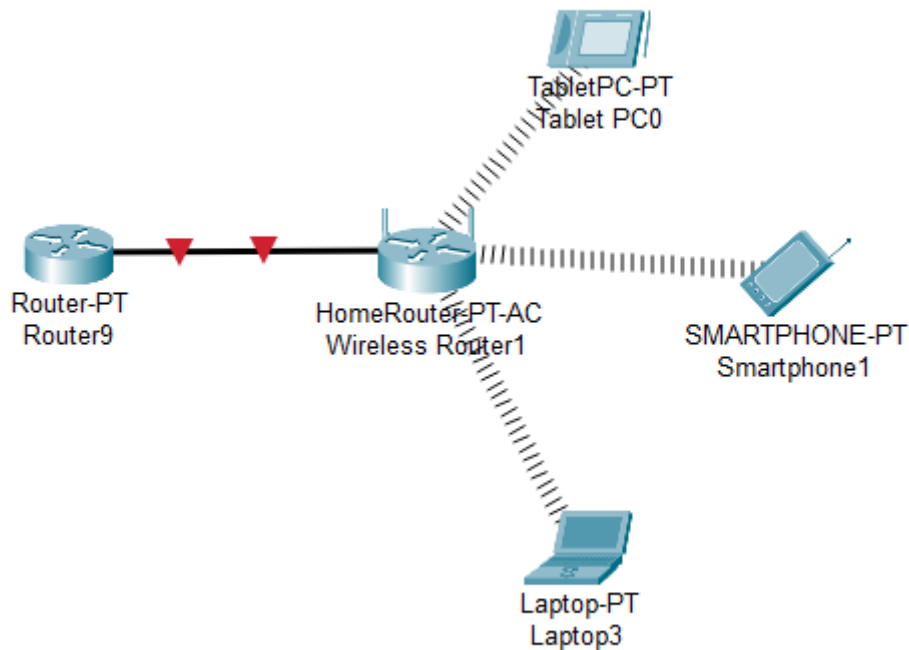 TabletPC-PT
Tablet PC0
Router-PT
Router9
HomeRouter-PT-AC
Wireless Router1
SMARTPHONE-PT
Smartphone1
Laptop-PT
Laptop3